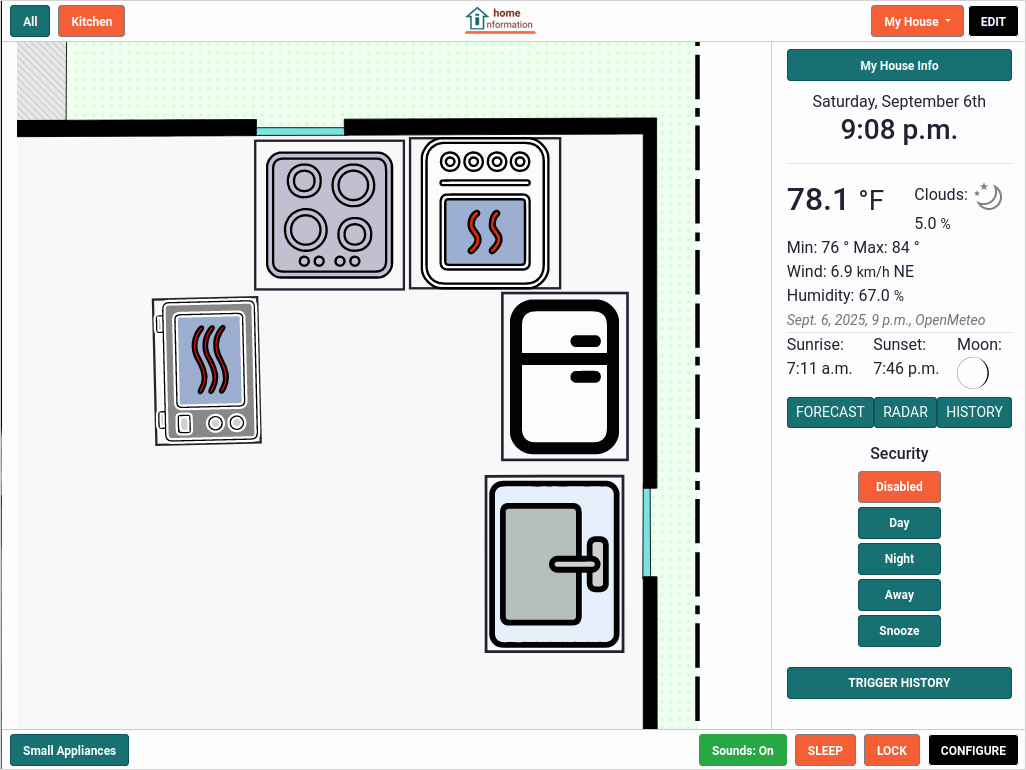 All
Kitchen
home
information
My House
EDIT
My House Info
Saturday, September 6th
9:08 p.m.
78.1 °F
Clouds:
5.0 %
Min: 76 ° Max: 84 °
Wind: 6.9 km/h NE
Humidity: 67.0 %
Sept. 6, 2025, 9 p.m., OpenMeteo
Sunrise: Sunset: Moon:
7:11 a.m. 7:46 p.m.
FORECAST RADAR HISTORY
Security
Disabled
Day
Night
Away
Snooze
TRIGGER HISTORY
Small Appliances
Sounds: On
SLEEP
LOCK
CONFIGURE